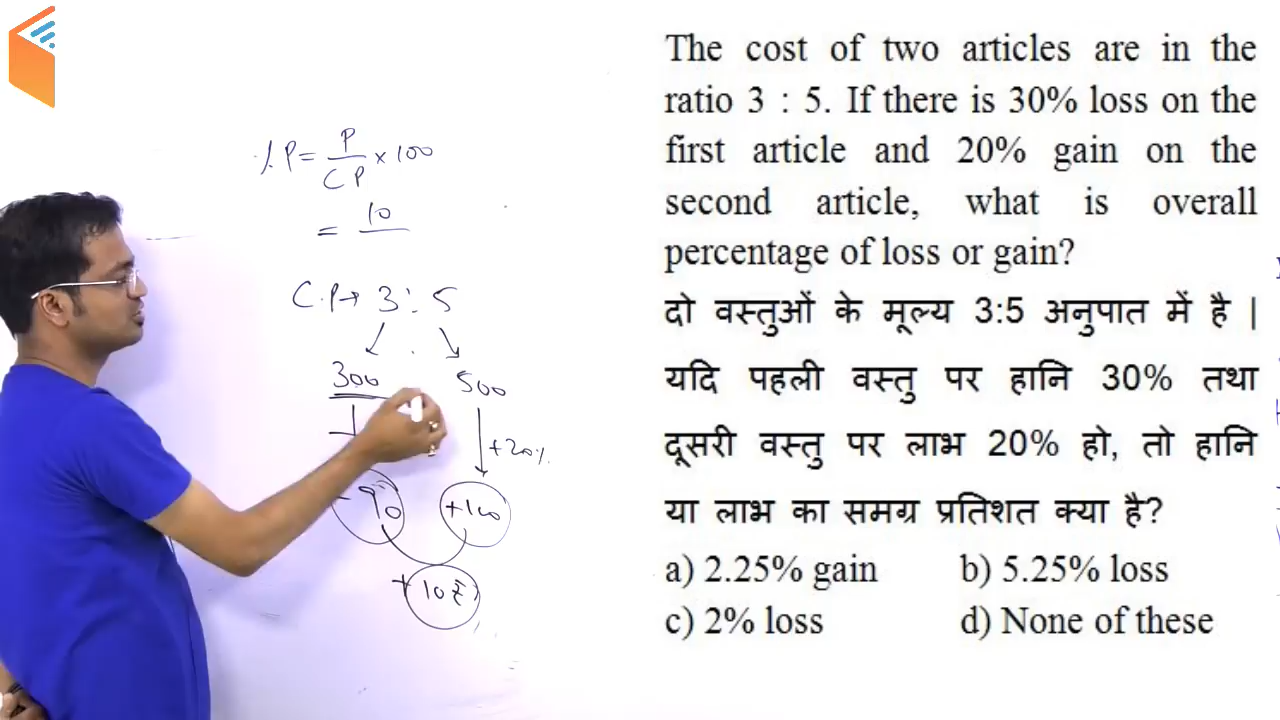 % P = P / CP × 100
= 10
C.P → 3 : 5
300 500
+20%
-90 +100
+ 10₹
The cost of two articles are in the
ratio 3 : 5. If there is 30% loss on the
first article and 20% gain on the
second article, what is overall
percentage of loss or gain?
दो वस्तुओं के मूल्य 3:5 अनुपात में है |
यदि पहली वस्तु पर हानि 30% तथा
दूसरी वस्तु पर लाभ 20% हो, तो हानि
या लाभ का समग्र प्रतिशत क्या है?
a) 2.25% gain b) 5.25% loss
c) 2% loss d) None of these